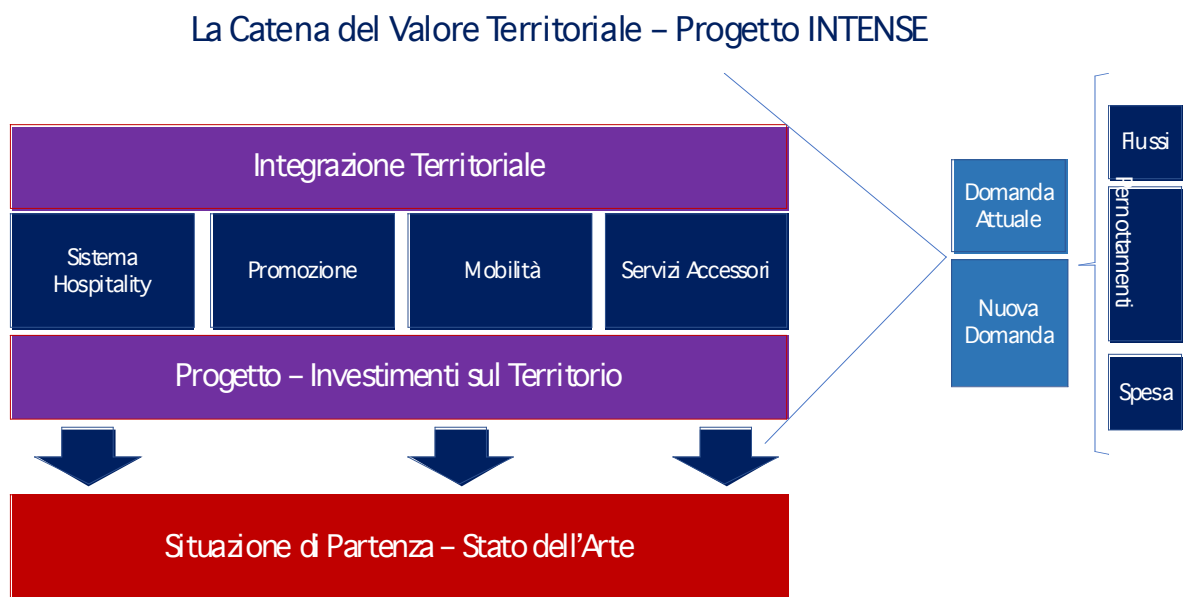 La Catena del Valore Territoriale – Progetto INTENSE
Integrazione Territoriale
Sistema
Hospitality
Promozione
Mobilità
Servizi Accessori
Progetto – Investimenti sul Territorio
Situazione di Partenza – Stato dell’Arte
Domanda
Attuale
Nuova
Domanda
Flussi
Pernottamenti
Spesa